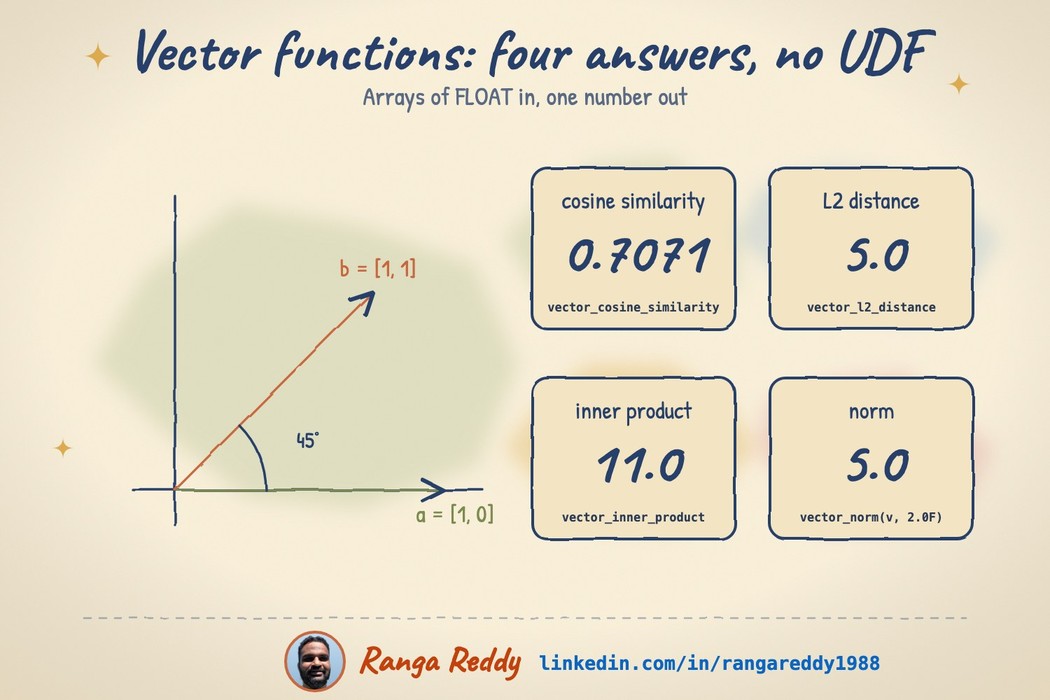 Vector functions: four answers, no UDF
Arrays of FLOAT in, one number out
b = [1, 1]
45°
a = [1, 0]
cosine similarity
0.7071
vector_cosine_similarity
L2 distance
5.0
vector_l2_distance
inner product
11.0
vector_inner_product
norm
5.0
vector_norm(v, 2.0F)
Ranga Reddy
linkedin.com/in/rangareddy1988